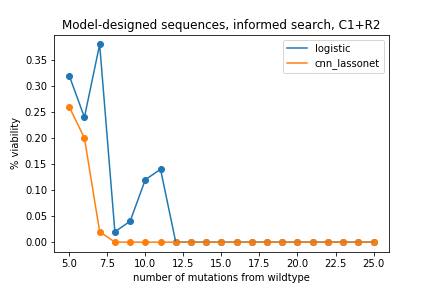 Model-designed sequences, informed search, C1+R2
logistic
cnn_lassonet
% viability
0.35
0.30
0.25
0.20
0.15
0.10
0.05
0.00
5.0 7.5 10.0 12.5 15.0 17.5 20.0 22.5 25.0
number of mutations from wildtype